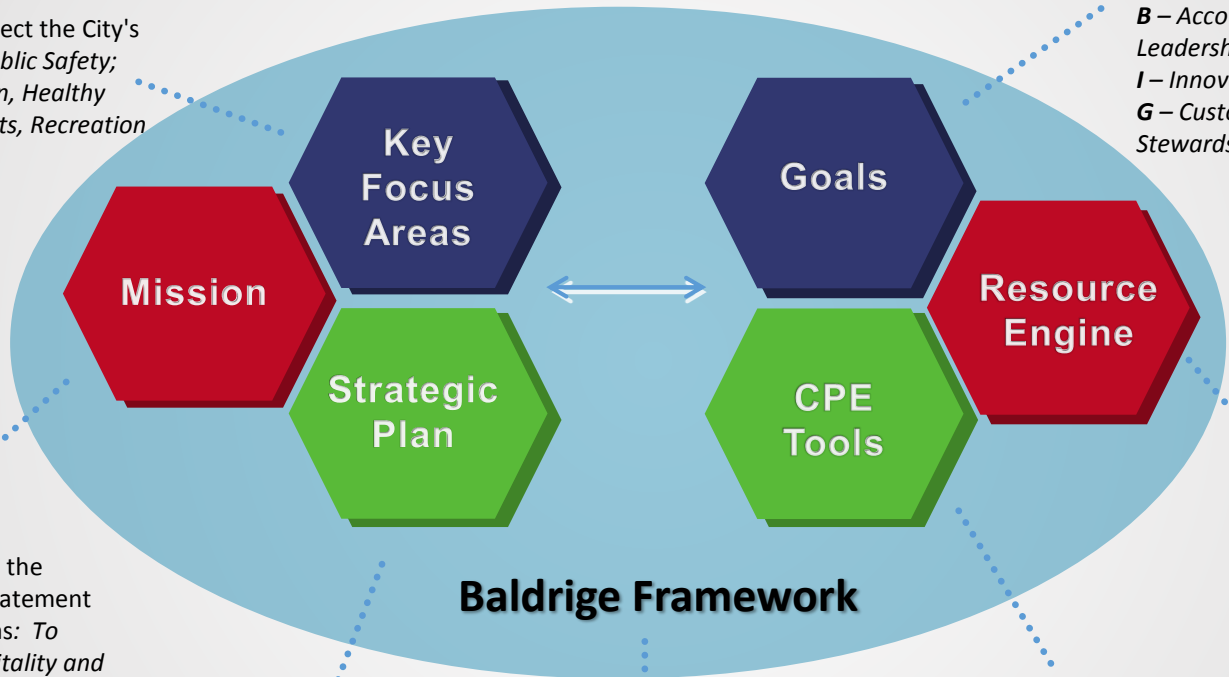 ect the City's
blic Safety;
n, Healthy
ts, Recreation
B – Acco
Leadersh
I – Innov
G – Custo
Stewards
Key
Focus
Areas
Goals
Mission
Resource
Engine
Strategic
Plan
CPE
Tools
the
atement
ns: To
itality and
Baldrige Framework